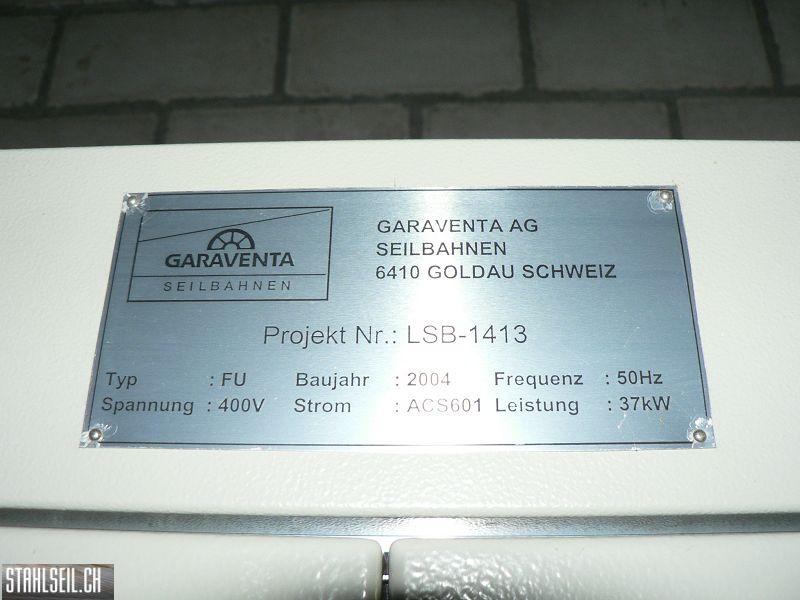 GARAVENTA
SEILBAHNEN
GARAVENTA AG
SEILBAHNEN
6410 GOLDAU SCHWEIZ
Projekt Nr.: LSB-1413
Typ : FU Baujahr : 2004 Frequenz : 50Hz
Spannung : 400V Strom : ACS601 Leistung : 37kW
STAHLSEIL.CH